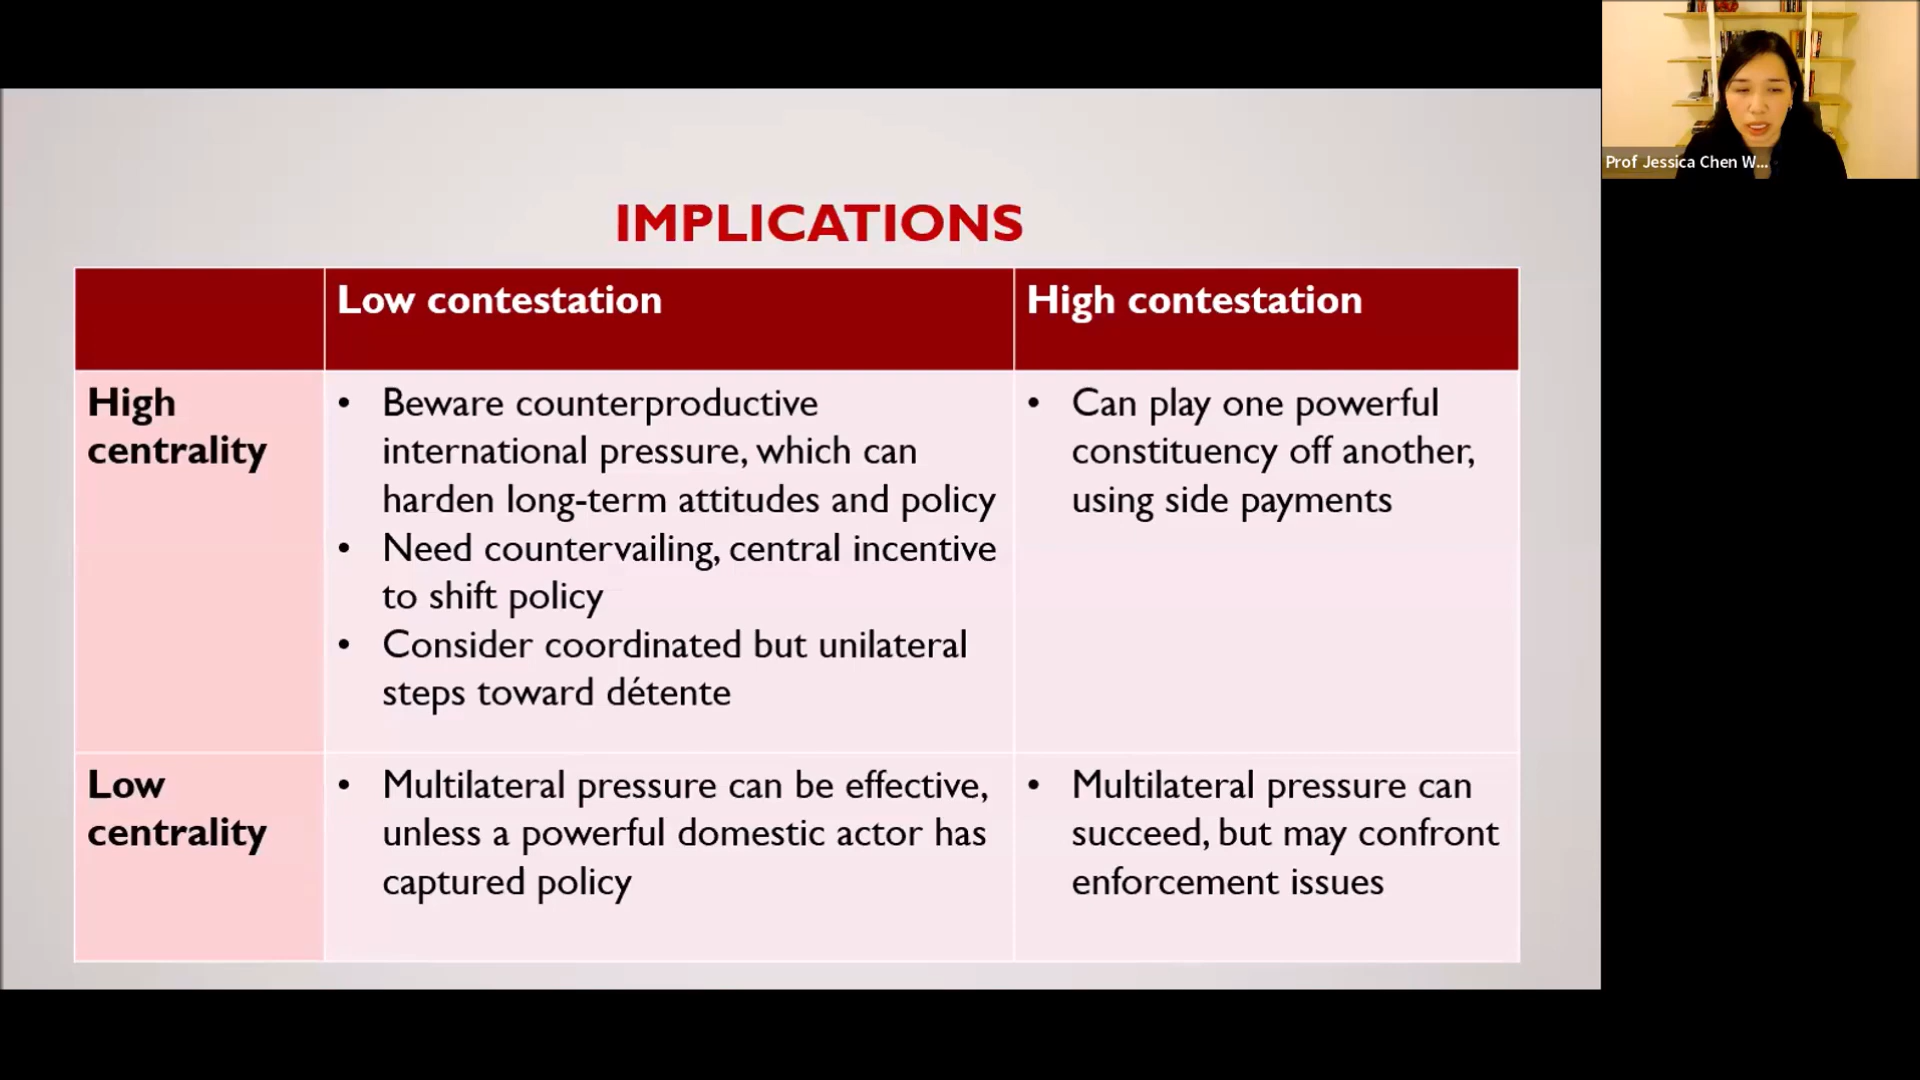 IMPLICATIONS
Low contestation
High contestation
High
centrality
• Beware counterproductive
international pressure, which can
harden long-term attitudes and policy
• Need countervailing, central incentive
to shift policy
• Consider coordinated but unilateral
steps toward détente
• Can play one powerful
constituency off another,
using side payments
Low
centrality
• Multilateral pressure can be effective,
unless a powerful domestic actor has
captured policy
• Multilateral pressure can
succeed, but may confront
enforcement issues
Prof Jessica Chen W...